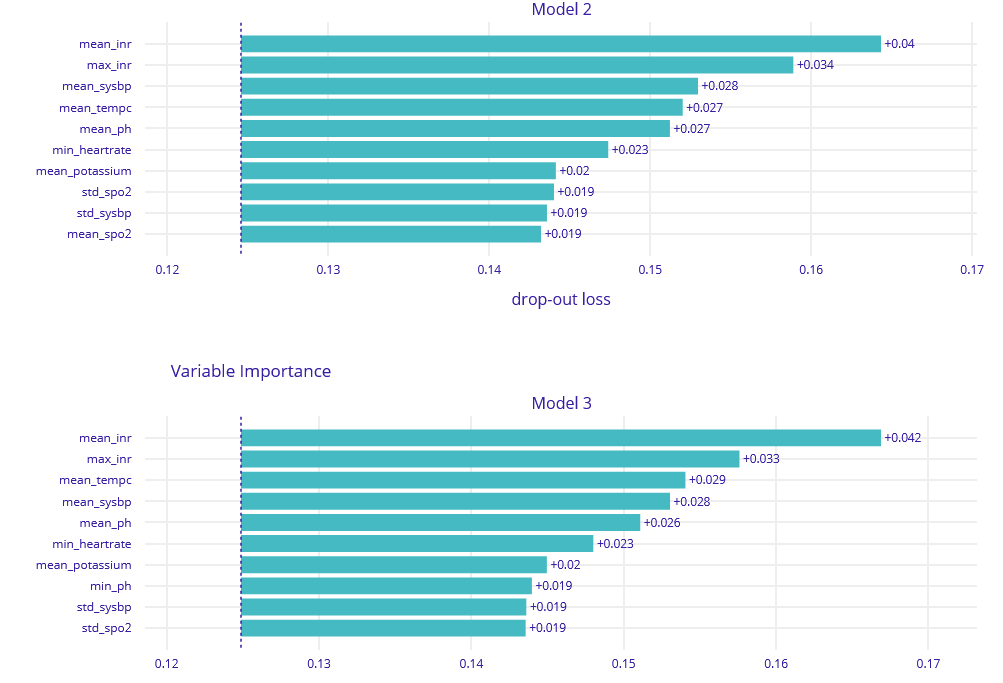 Model 2
mean_inr +0.04
max_inr +0.034
mean_sysbp +0.028
mean_tempc +0.027
mean_ph +0.027
min_heartrate +0.023
mean_potassium +0.02
std_spo2 +0.019
std_sysbp +0.019
mean_spo2 +0.019
0.12 0.13 0.14 0.15 0.16 0.17
drop-out loss
Variable Importance
Model 3
mean_inr +0.042
max_inr +0.033
mean_tempc +0.029
mean_sysbp +0.028
mean_ph +0.026
min_heartrate +0.023
mean_potassium +0.02
min_ph +0.019
std_sysbp +0.019
std_spo2 +0.019
0.12 0.13 0.14 0.15 0.16 0.17